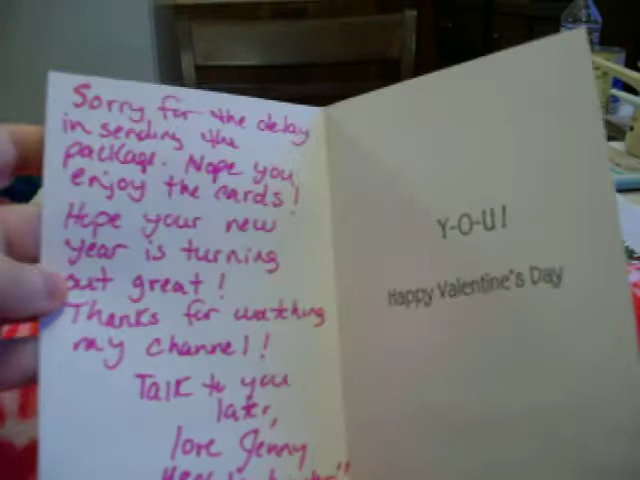 Sorry for the delay
in sending the
package. Hope you
enjoy the cards!
Hope your new
year is turning
out great!
Thanks for watching
my channel!
Talk to you
later,
love Jenny
Y-O-U!
Happy Valentine's Day